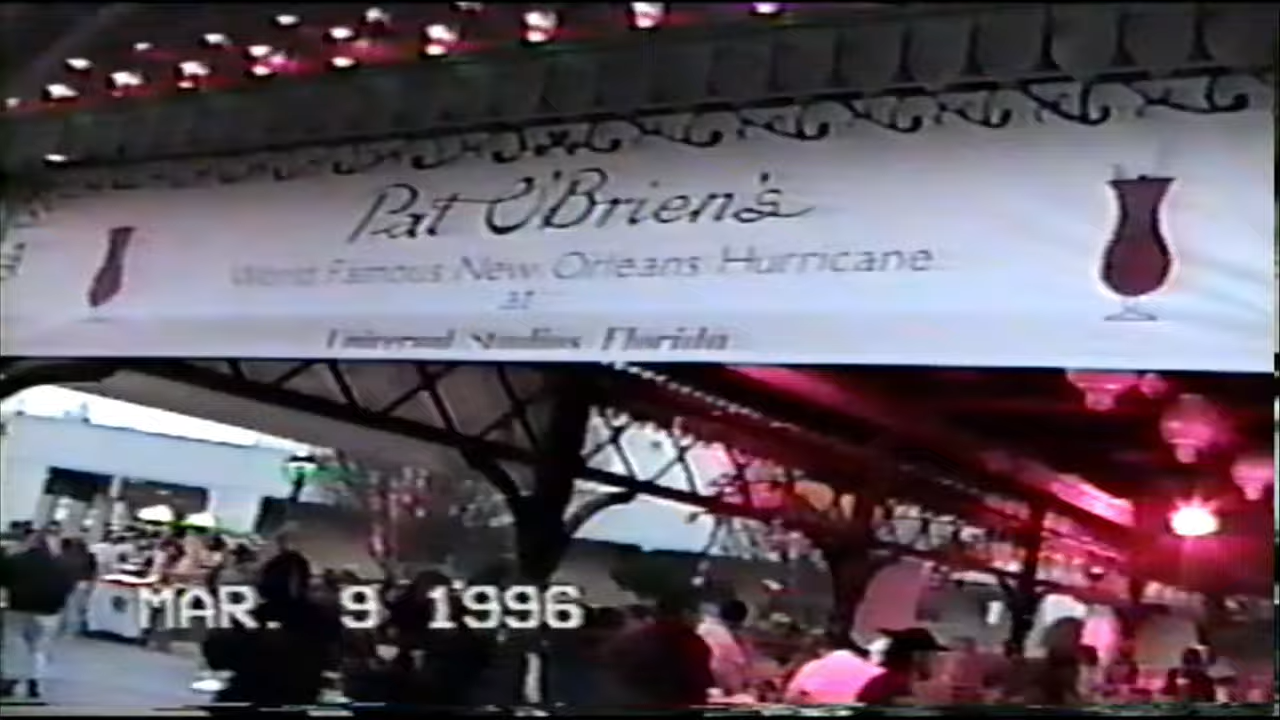 Pat O'Brien's
World Famous New Orleans Hurricane
at
Universal Studios Florida
MAR. 9 1996